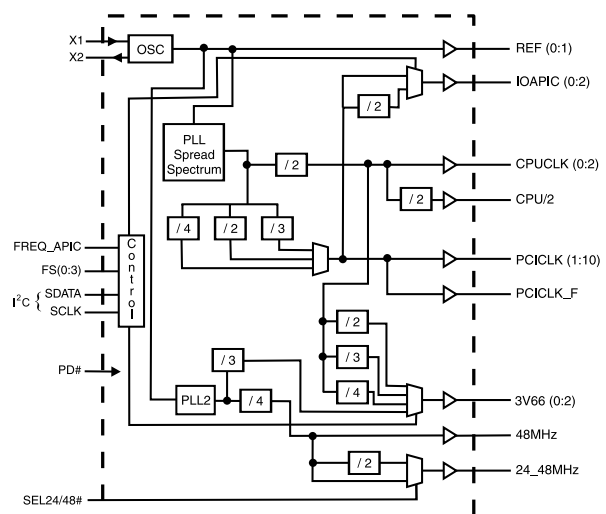 X1
X2
OSC
REF (0:1)
IOAPIC (0:2)
/ 2
PLL
Spread
Spectrum
/ 2
CPUCLK (0:2)
/ 2
CPU/2
/ 4
/ 2
/ 3
FREQ_APIC
FS(0:3)
I²C { SDATA
SCLK
Control
PCICLK (1:10)
PCICLK_F
/ 2
/ 3
/ 4
PD#
/ 3
PLL2
/ 4
3V66 (0:2)
48MHz
/ 2
24_48MHz
SEL24/48#